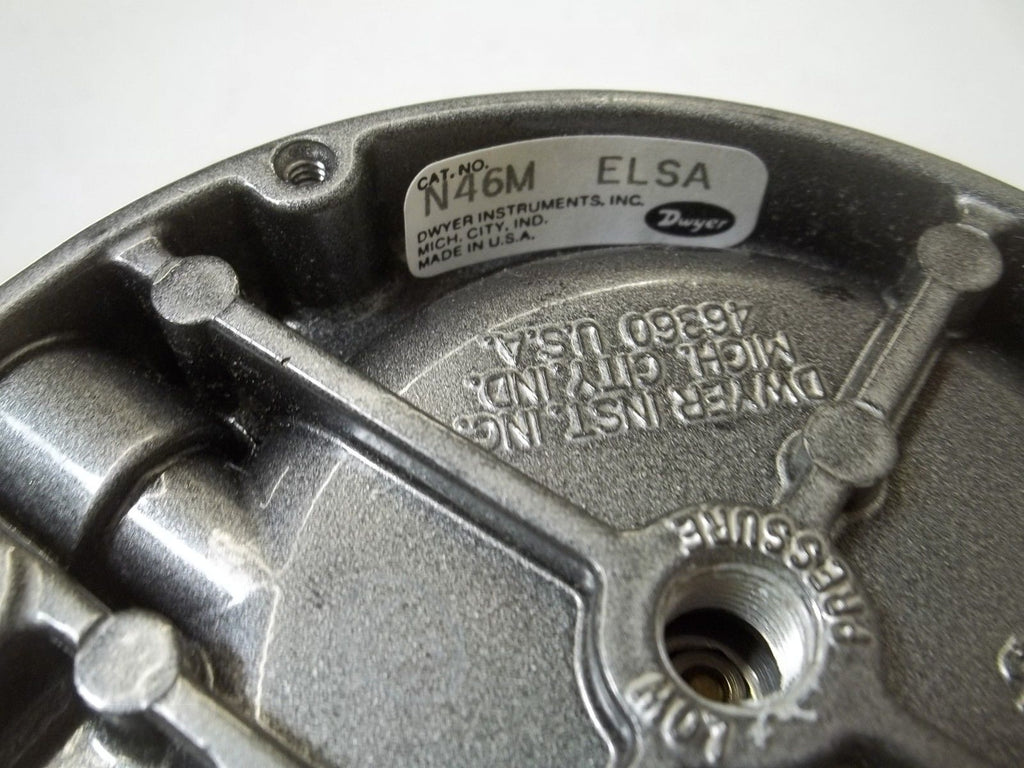 CAT. NO.
N46M ELSA
DWYER INSTRUMENTS, INC.
MICH. CITY, IND.
MADE IN U.S.A.
Dwyer
DWYER INST. INC.
MICH. CITY, IND.
46360 U.S.A.
LOW
PRESSURE